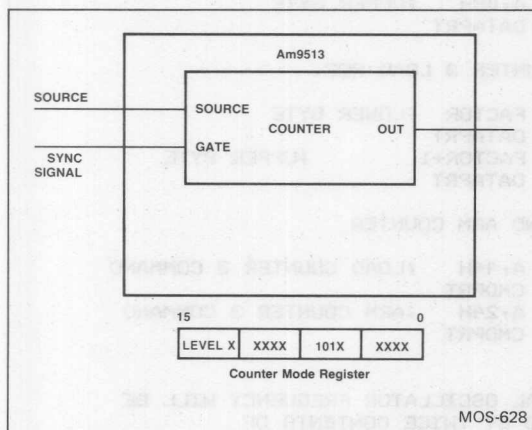 Am9513
SOURCE
SOURCE
COUNTER
OUT
GATE
SYNC
SIGNAL
15
0
LEVEL X XXXX 101X XXXX
Counter Mode Register
MOS-628